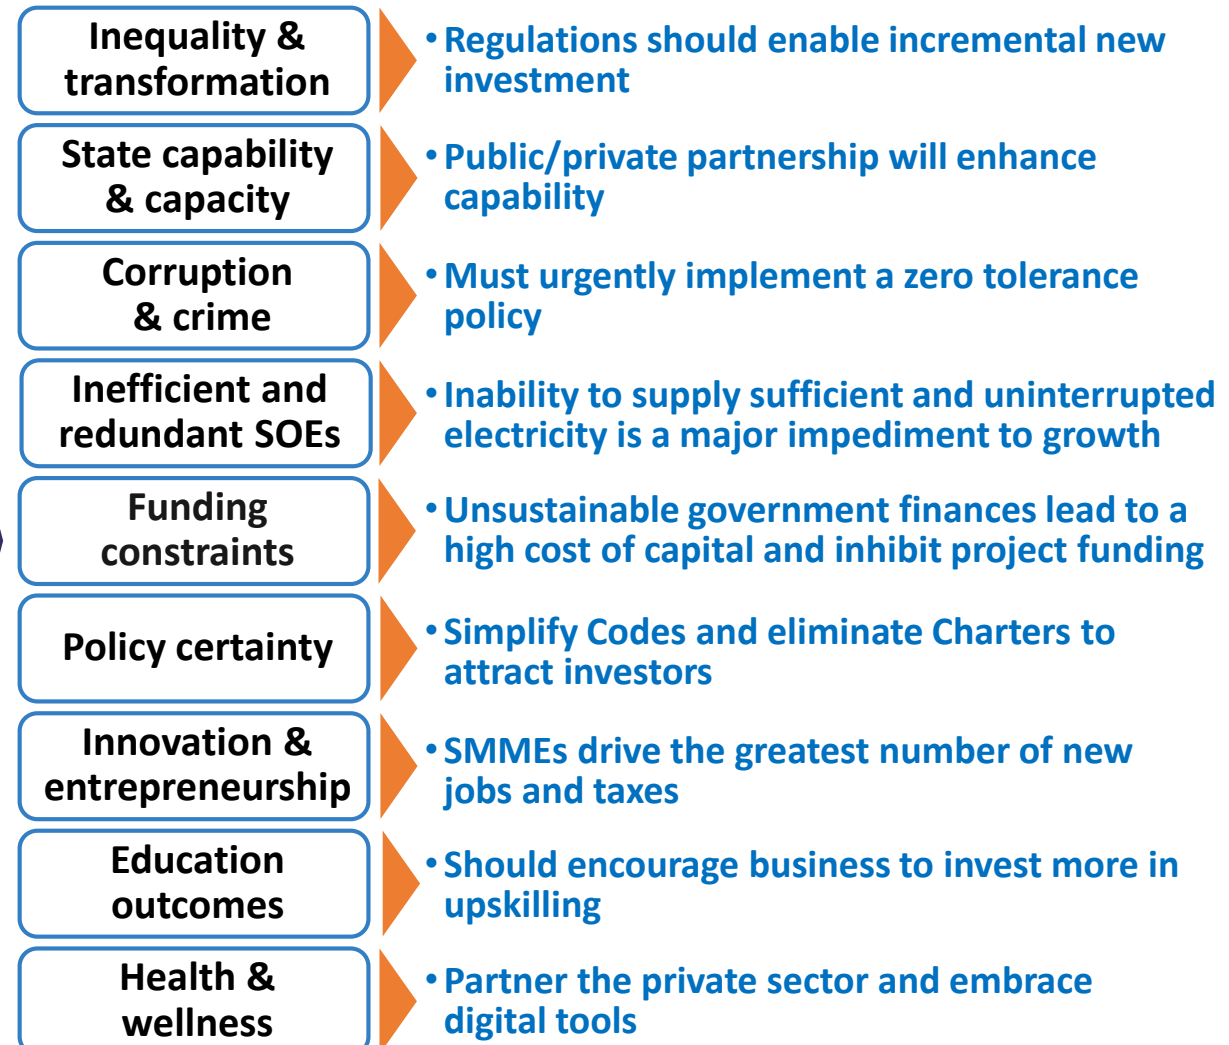 Inequality &
transformation
• Regulations should enable incremental new
investment
State capability
& capacity
• Public/private partnership will enhance
capability
Corruption
& crime
• Must urgently implement a zero tolerance
policy
Inefficient and
redundant SOEs
• Inability to supply sufficient and uninterrupted
electricity is a major impediment to growth
Funding
constraints
• Unsustainable government finances lead to a
high cost of capital and inhibit project funding
Policy certainty
• Simplify Codes and eliminate Charters to
attract investors
Innovation &
entrepreneurship
• SMMEs drive the greatest number of new
jobs and taxes
Education
outcomes
• Should encourage business to invest more in
upskilling
Health &
wellness
• Partner the private sector and embrace
digital tools